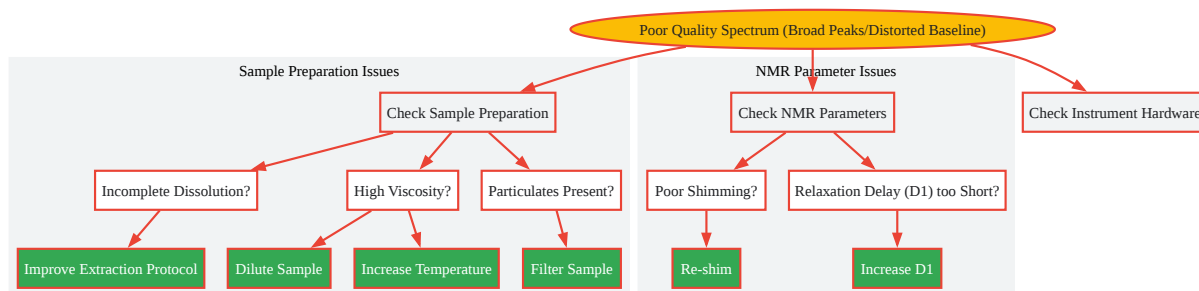 Poor Quality Spectrum (Broad Peaks/Distorted Baseline)
Sample Preparation Issues
NMR Parameter Issues
Check Sample Preparation
Check NMR Parameters
Check Instrument Hardware
Incomplete Dissolution?
High Viscosity?
Particulates Present?
Poor Shimming?
Relaxation Delay (D1) too Short?
Improve Extraction Protocol
Dilute Sample
Increase Temperature
Filter Sample
Re-shim
Increase D1